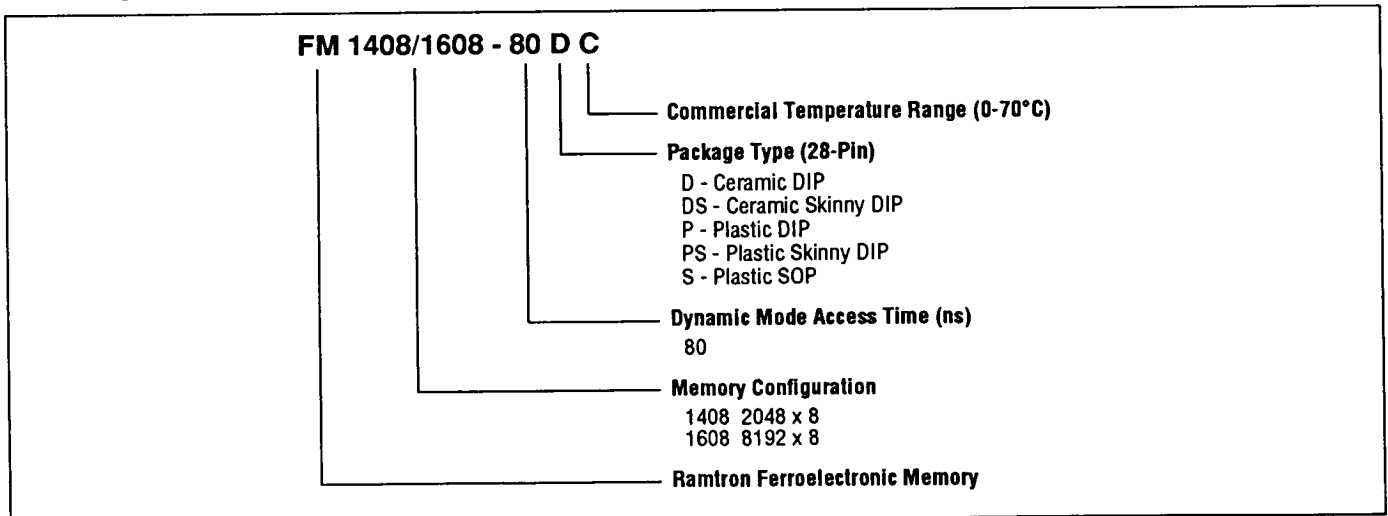 FM 1408/1608 - 80 D C
Commercial Temperature Range (0-70°C)
Package Type (28-Pin)
D - Ceramic DIP
DS - Ceramic Skinny DIP
P - Plastic DIP
PS - Plastic Skinny DIP
S - Plastic SOP
Dynamic Mode Access Time (ns)
80
Memory Configuration
1408 2048 x 8
1608 8192 x 8
Ramtron Ferroelectronic Memory